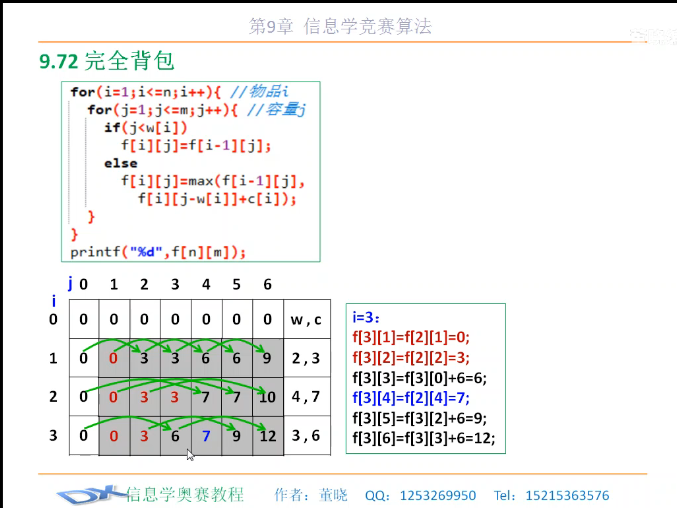 第9章 信息学竞赛算法
9.72 完全背包
for(i=1;i<=n;i++){ //物品i
for(j=1;j<=m;j++){ //容量j
if(j<w[i])
f[i][j]=f[i-1][j];
else
f[i][j]=max(f[i-1][j],
f[i][j-w[i]]+c[i]);
}
}
printf("%d",f[n][m]);
j 0 1 2 3 4 5 6
i
0 0 0 0 0 0 0 0 w,c
1 0 0 3 3 6 6 9 2,3
2 0 0 3 3 7 7 10 4,7
3 0 0 3 6 7 9 12 3,6
i=3:
f[3][1]=f[2][1]=0;
f[3][2]=f[2][2]=3;
f[3][3]=f[3][0]+6=6;
f[3][4]=f[2][4]=7;
f[3][5]=f[3][2]+6=9;
f[3][6]=f[3][3]+6=12;
信息学奥赛教程 作者：董晓 QQ：1253269950 Tel：15215363576